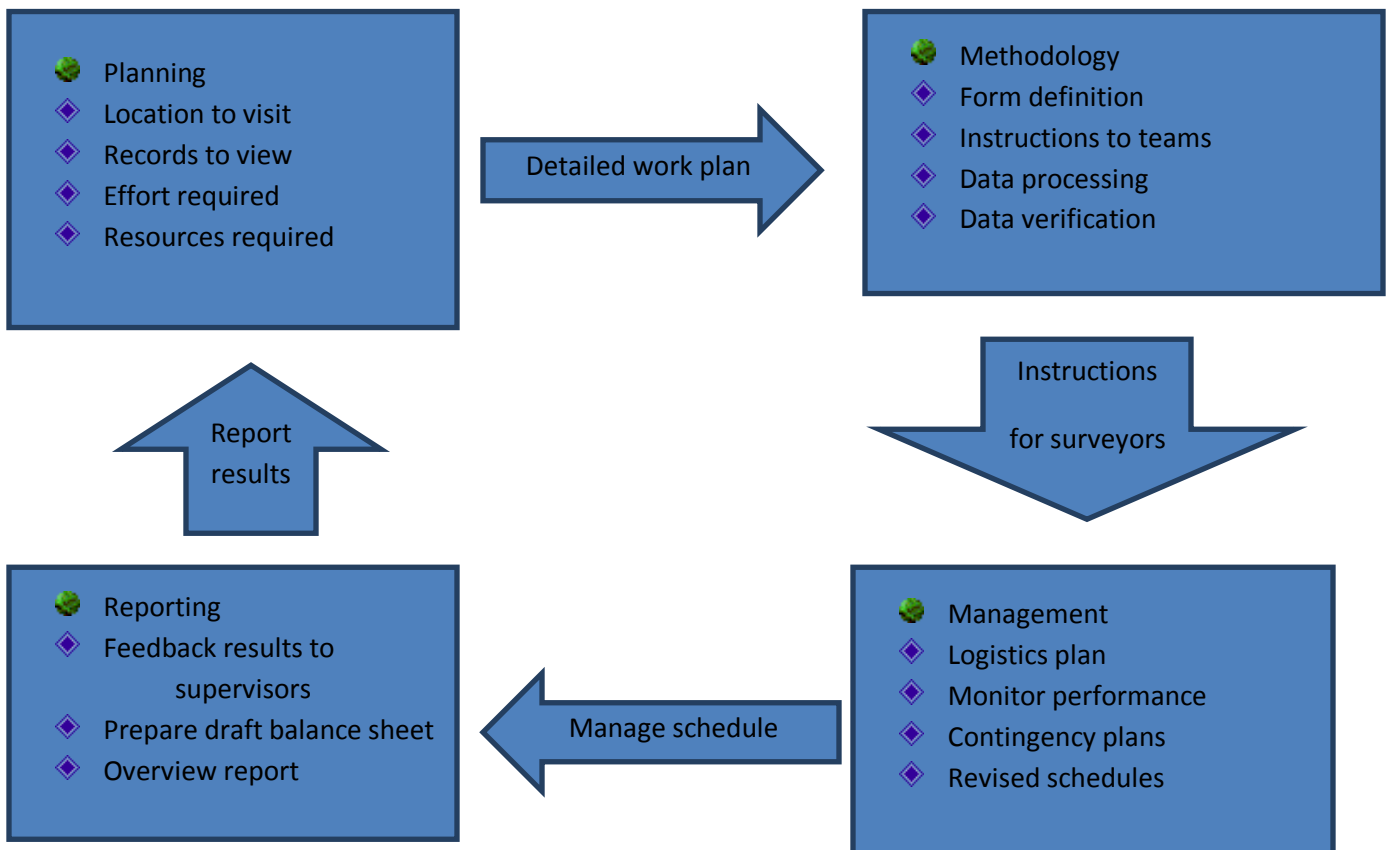 Planning
Location to visit
Records to view
Effort required
Resources required
Detailed work plan
Methodology
Form definition
Instructions to teams
Data processing
Data verification
Instructions
for surveyors
Management
Logistics plan
Monitor performance
Contingency plans
Revised schedules
Manage schedule
Reporting
Feedback results to
supervisors
Prepare draft balance sheet
Overview report
Report
results